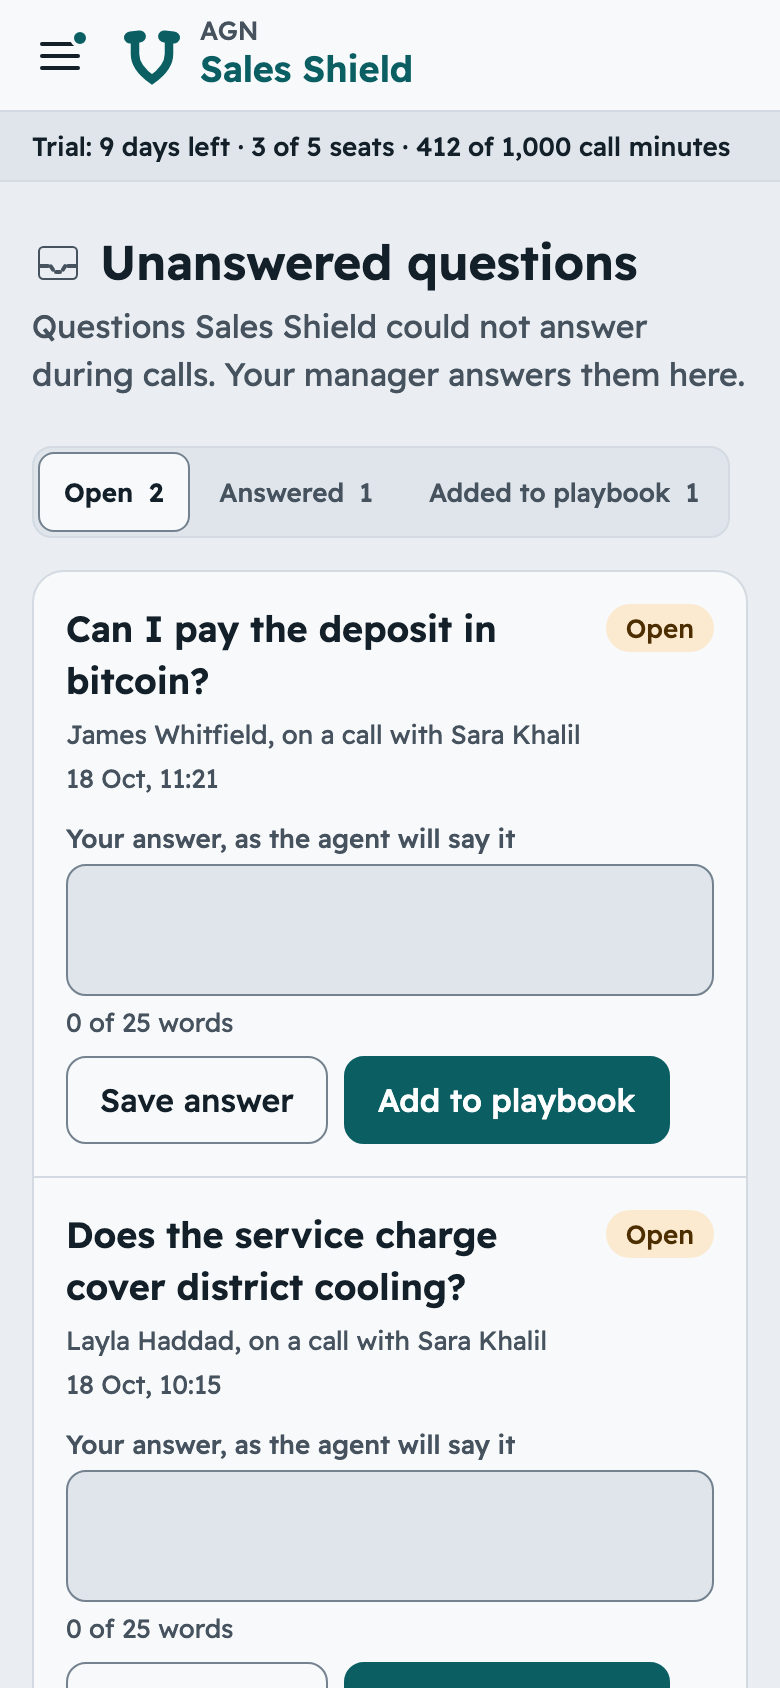 AGN
Sales Shield
Trial: 9 days left · 3 of 5 seats · 412 of 1,000 call minutes
Unanswered questions
Questions Sales Shield could not answer
during calls. Your manager answers them here.
Open 2 Answered 1 Added to playbook 1
Can I pay the deposit in
bitcoin?
Open
James Whitfield, on a call with Sara Khalil
18 Oct, 11:21
Your answer, as the agent will say it
0 of 25 words
Save answer Add to playbook
Does the service charge
cover district cooling?
Open
Layla Haddad, on a call with Sara Khalil
18 Oct, 10:15
Your answer, as the agent will say it
0 of 25 words